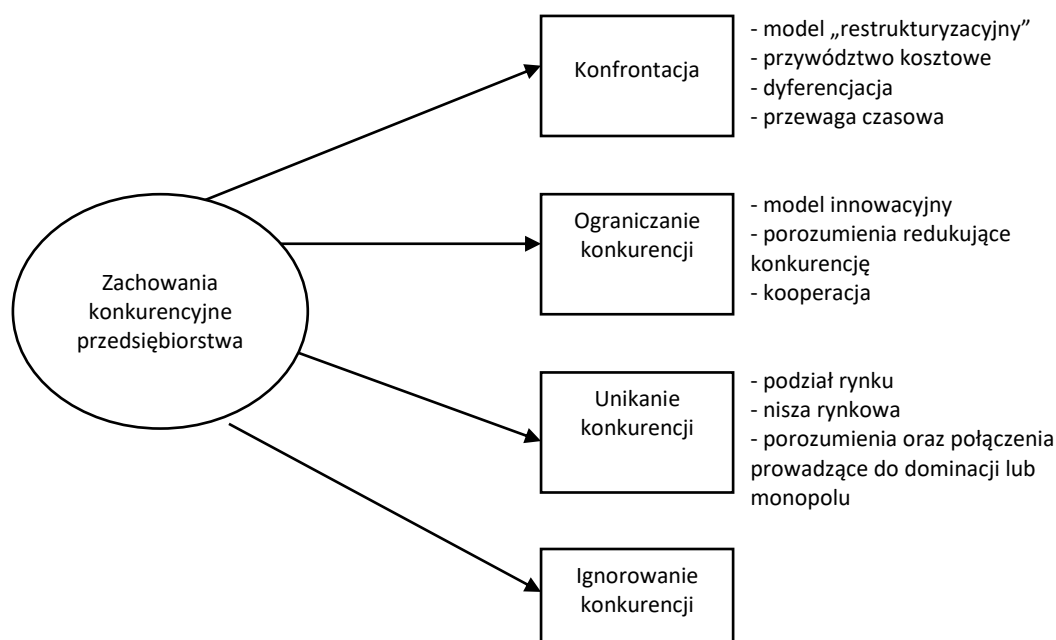 Zachowania
konkurencyjne
przedsiębiorstwa
Konfrontacja
- model „restrukturyzacyjny”
- przywództwo kosztowe
- dyferencjacja
- przewaga czasowa
Ograniczanie
konkurencji
- model innowacyjny
- porozumienia redukujące
konkurencję
- kooperacja
Unikanie
konkurencji
- podział rynku
- nisza rynkowa
- porozumienia oraz połączenia
prowadzące do dominacji lub
monopolu
Ignorowanie
konkurencji